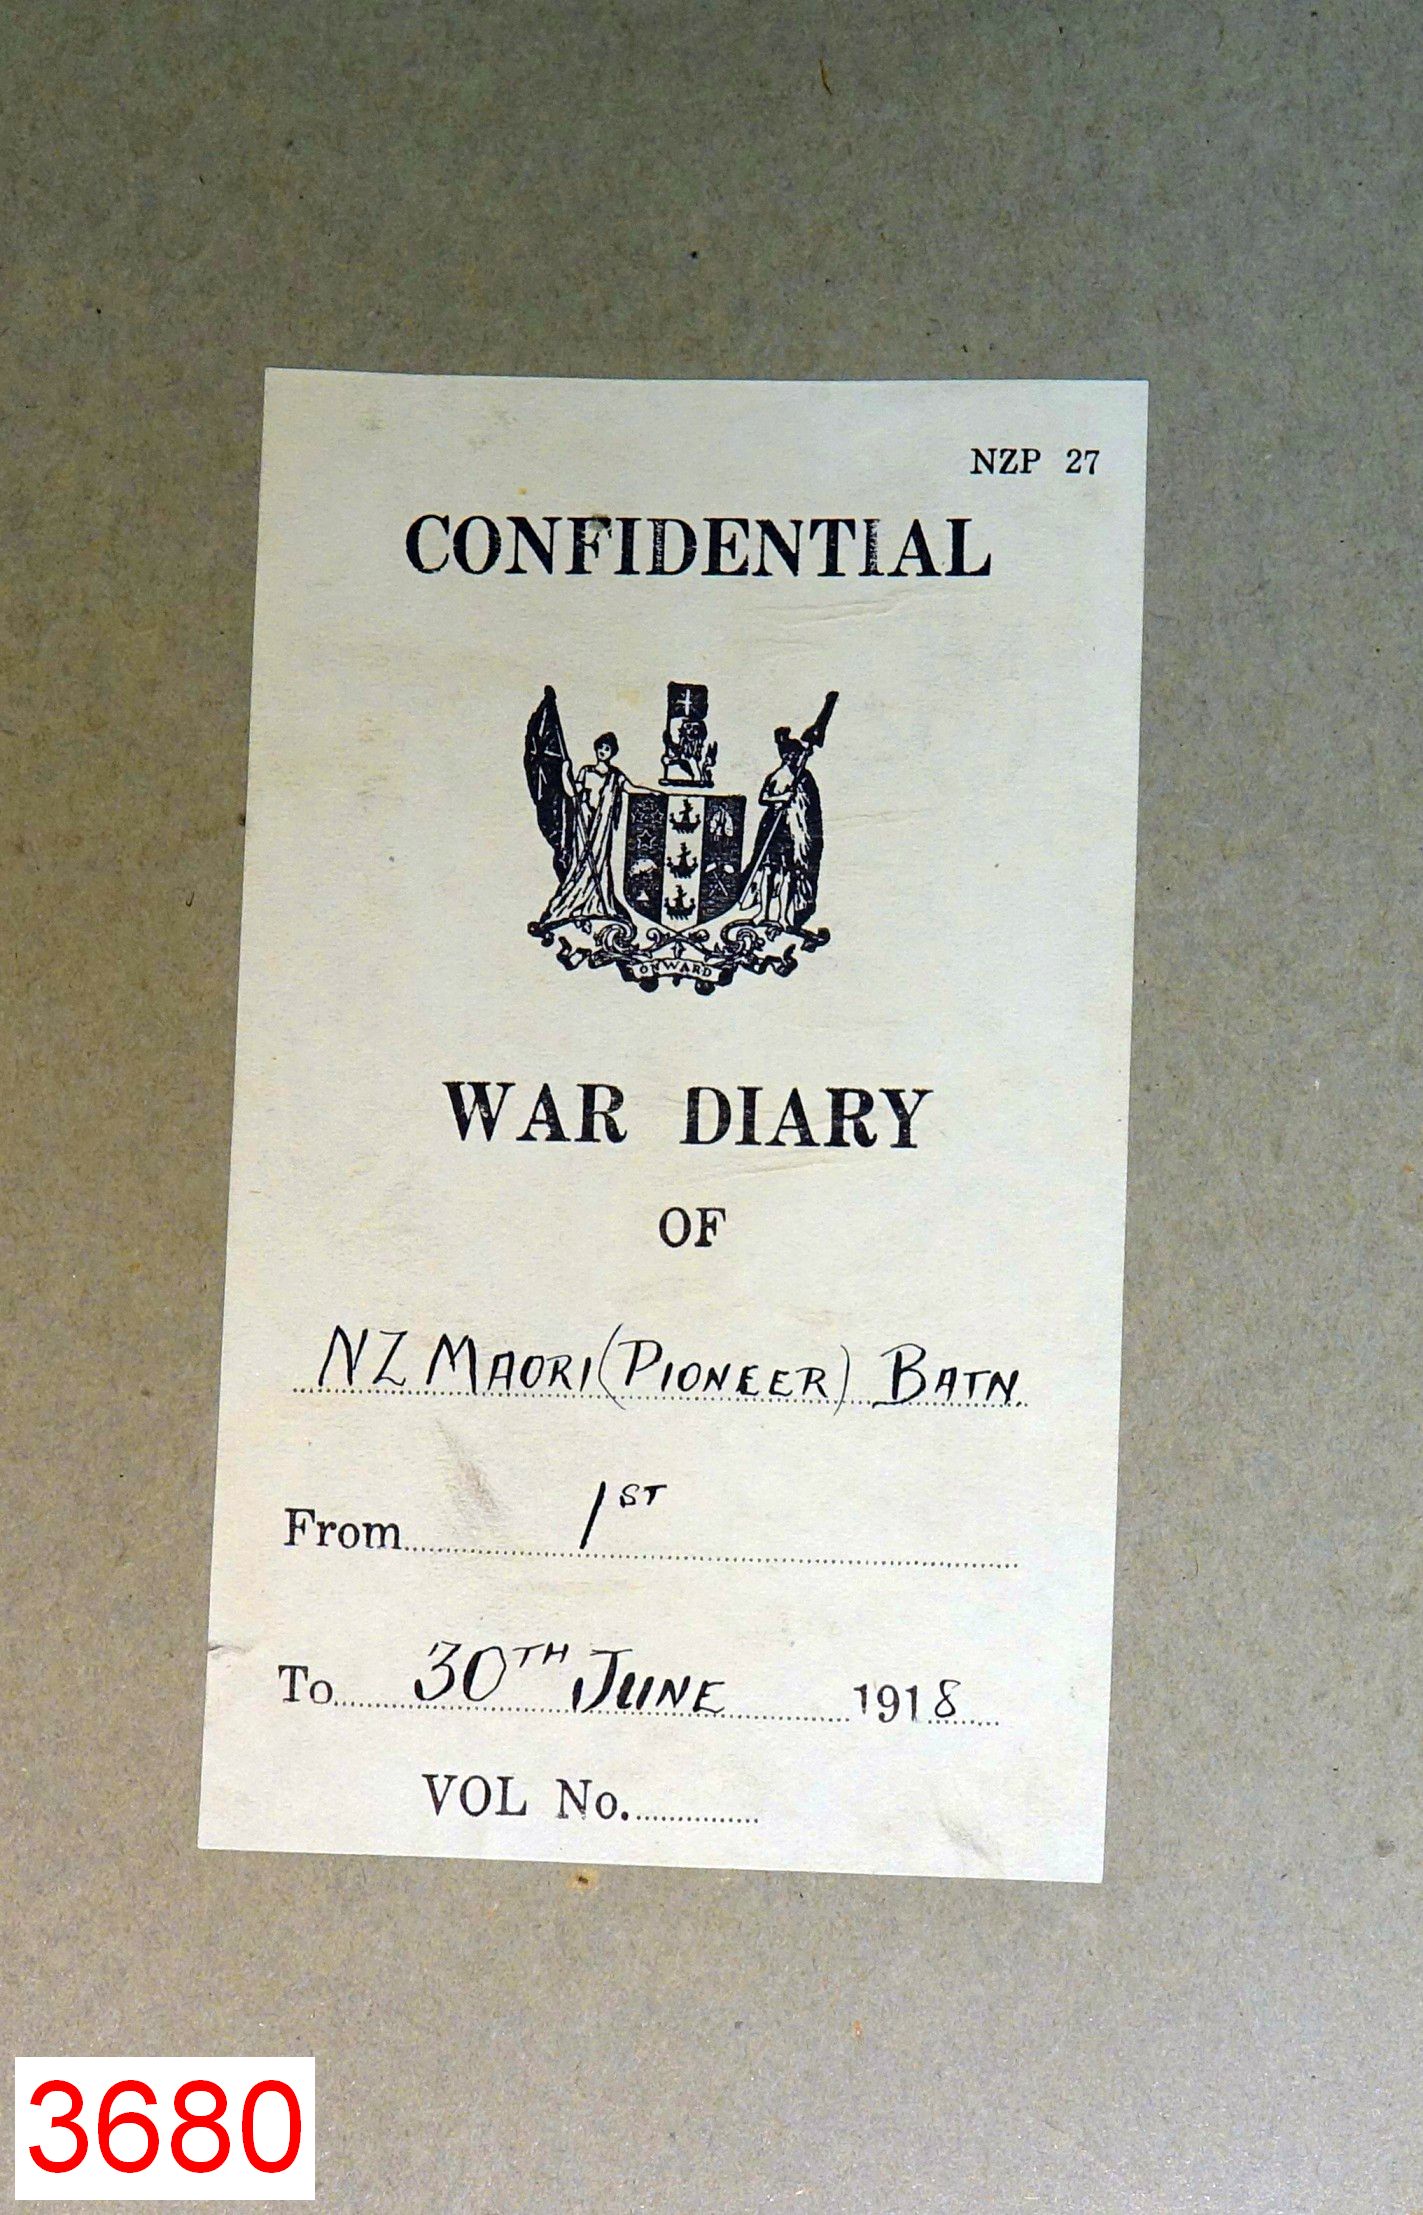 NZP 27
CONFIDENTIAL
ONWARD
WAR DIARY
OF
NZ MAORI (PIONEER) BATN.
From 1ST
To 30TH JUNE 1918
VOL No.
3680